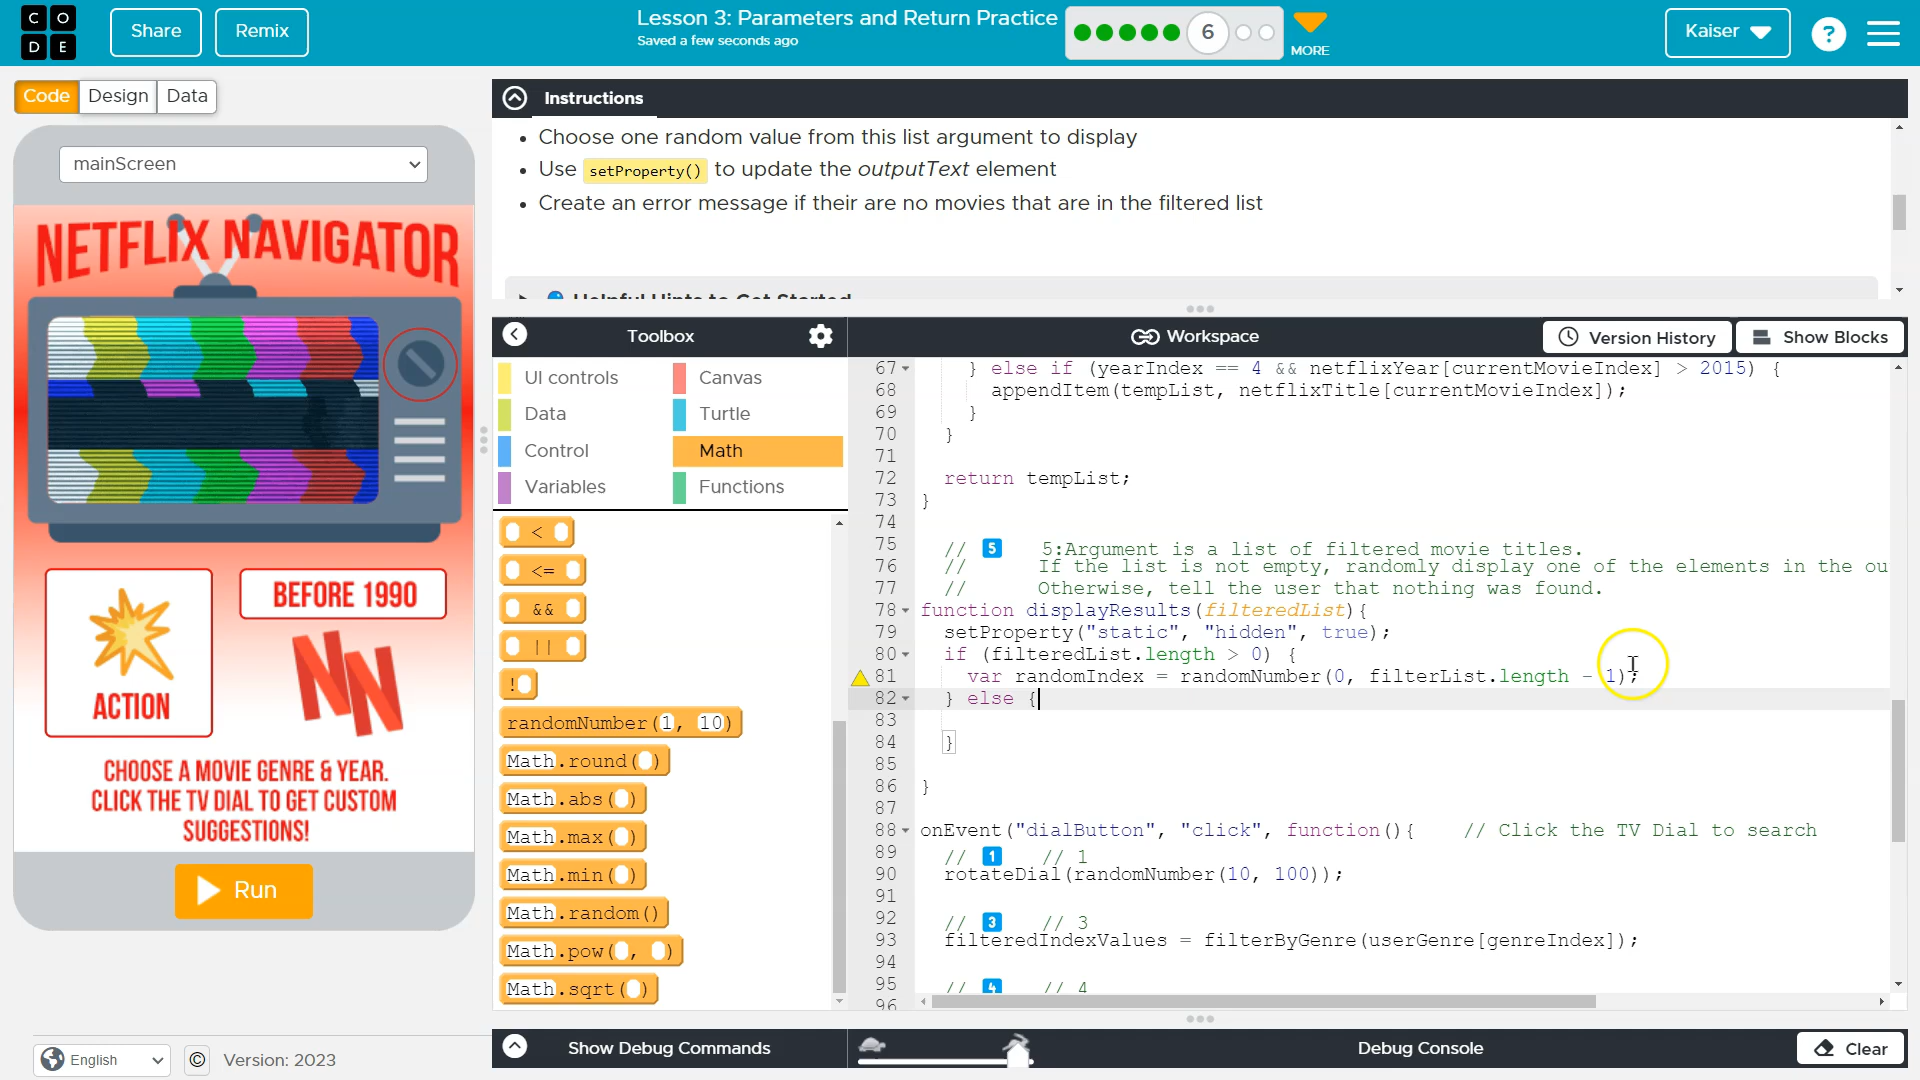 C O
D E
Share
Remix
Lesson 3: Parameters and Return Practice
Saved a few seconds ago
6
MORE
Kaiser
?
Code
Design
Data
mainScreen
NETFLIX NAVIGATOR
ACTION
BEFORE 1990
NN
CHOOSE A MOVIE GENRE & YEAR.
CLICK THE TV DIAL TO GET CUSTOM
SUGGESTIONS!
Run
English
©
Version: 2023
Instructions
• Choose one random value from this list argument to display
• Use setProperty() to update the outputText element
• Create an error message if their are no movies that are in the filtered list
Helpful Hints to Get Started
Toolbox
UI controls
Canvas
Data
Turtle
Control
Math
Variables
Functions
<
<=
&&
||
!
randomNumber(1, 10)
Math.round()
Math.abs()
Math.max()
Math.min()
Math.random()
Math.pow(, )
Math.sqrt()
Workspace
Version History
Show Blocks
67 } else if (yearIndex == 4 && netflixYear[currentMovieIndex] > 2015) {
68 appendItem(tempList, netflixTitle[currentMovieIndex]);
69 }
70 }
71
72 return tempList;
73 }
74
75 // 5 5:Argument is a list of filtered movie titles.
76 // If the list is not empty, randomly display one of the elements in the ou
77 // Otherwise, tell the user that nothing was found.
78 function displayResults(filteredList){
79 setProperty("static", "hidden", true);
80 if (filteredList.length > 0) {
81 var randomIndex = randomNumber(0, filterList.length - 1);
82 } else {
83
84 }
85
86 }
87
88 onEvent("dialButton", "click", function(){ // Click the TV Dial to search
89 // 1 // 1
90 rotateDial(randomNumber(10, 100));
91
92 // 3 // 3
93 filteredIndexValues = filterByGenre(userGenre[genreIndex]);
94
95 // 4 // 4
96
Show Debug Commands
Debug Console
Clear